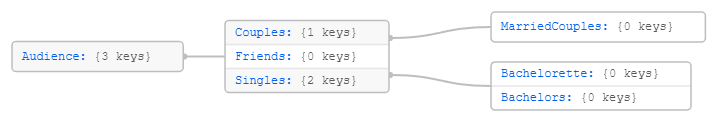 Audience: {3 keys}
Couples: {1 keys}
Friends: {0 keys}
Singles: {2 keys}
MarriedCouples: {0 keys}
Bachelorette: {0 keys}
Bachelors: {0 keys}